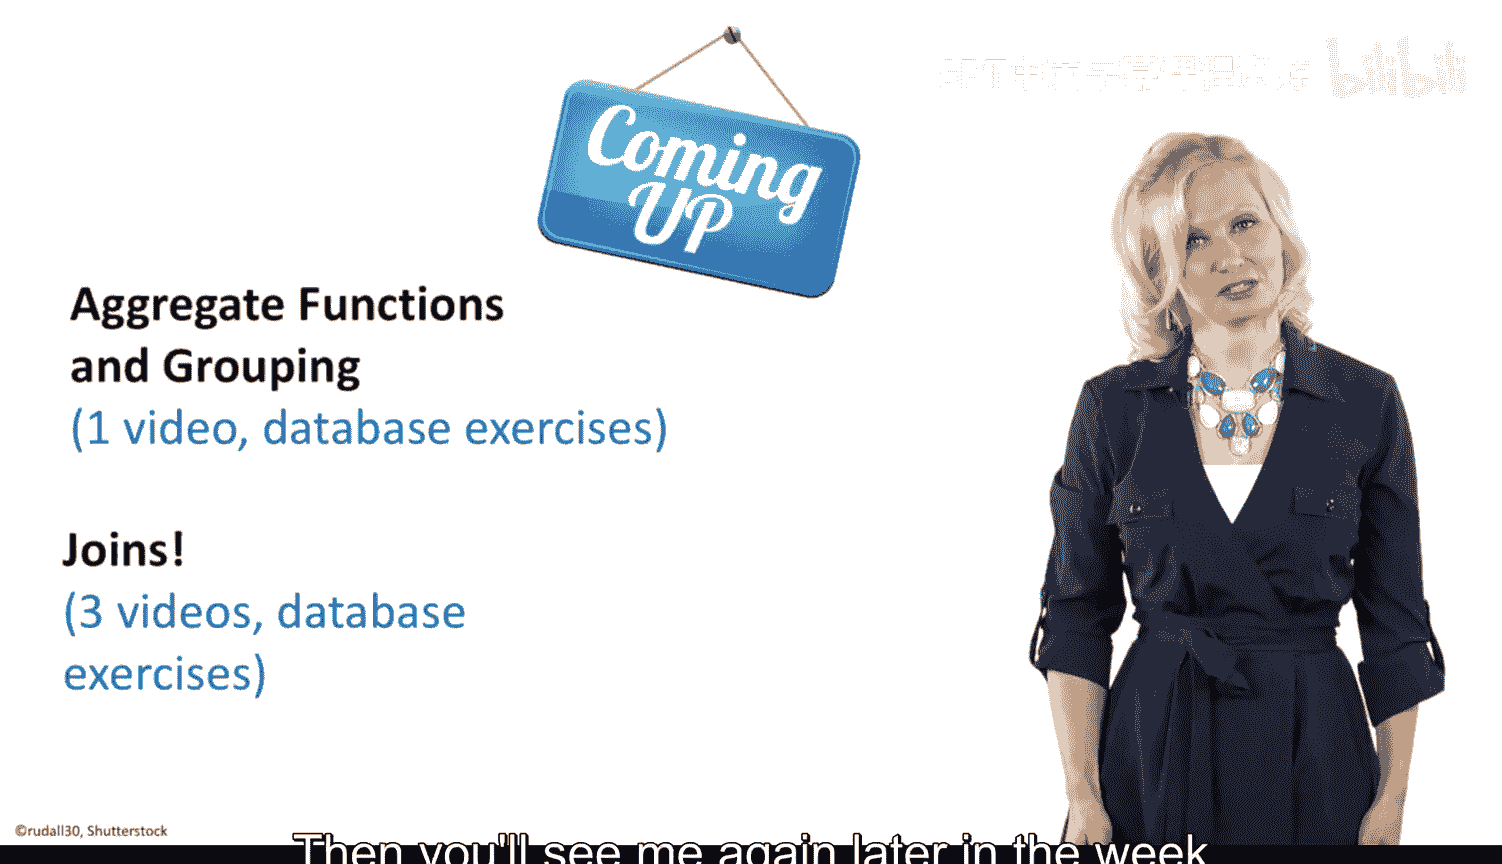 Coming
UP
Aggregate Functions
and Grouping
(1 video, database exercises)
Joins!
(3 videos, database
exercises)
©rudall30, Shutterstock
Then you'll see me again later in the week
bilibili